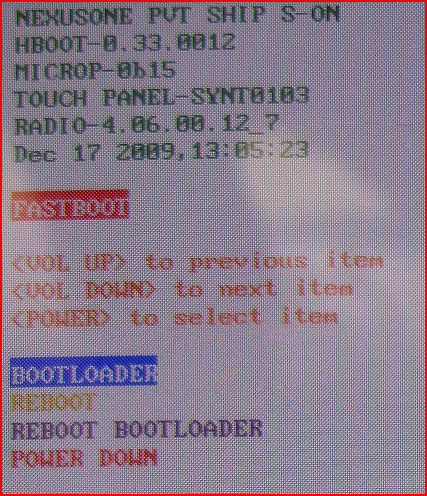 NEXUSONE PVT SHIP S-ON
HBOOT-0.33.0012
MICROP-0b15
TOUCH PANEL-SYNT0103
RADIO-4.06.00.12_7
Dec 17 2009,13:05:23
FASTBOOT
<VOL UP> to previous item
<VOL DOWN> to next item
<POWER> to select item
BOOTLOADER
REBOOT
REBOOT BOOTLOADER
POWER DOWN